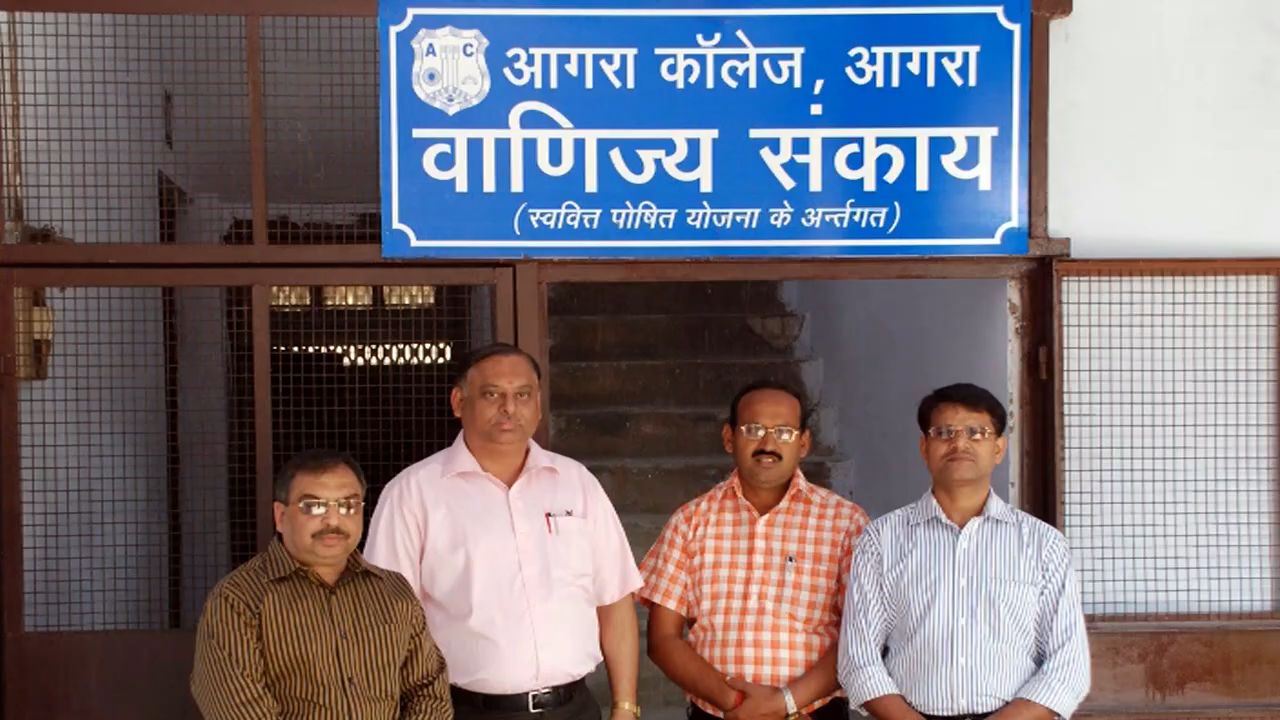 A C
आगरा कॉलेज, आगरा
वाणिज्य संकाय
(स्ववित्त पोषित योजना के अर्न्तगत)